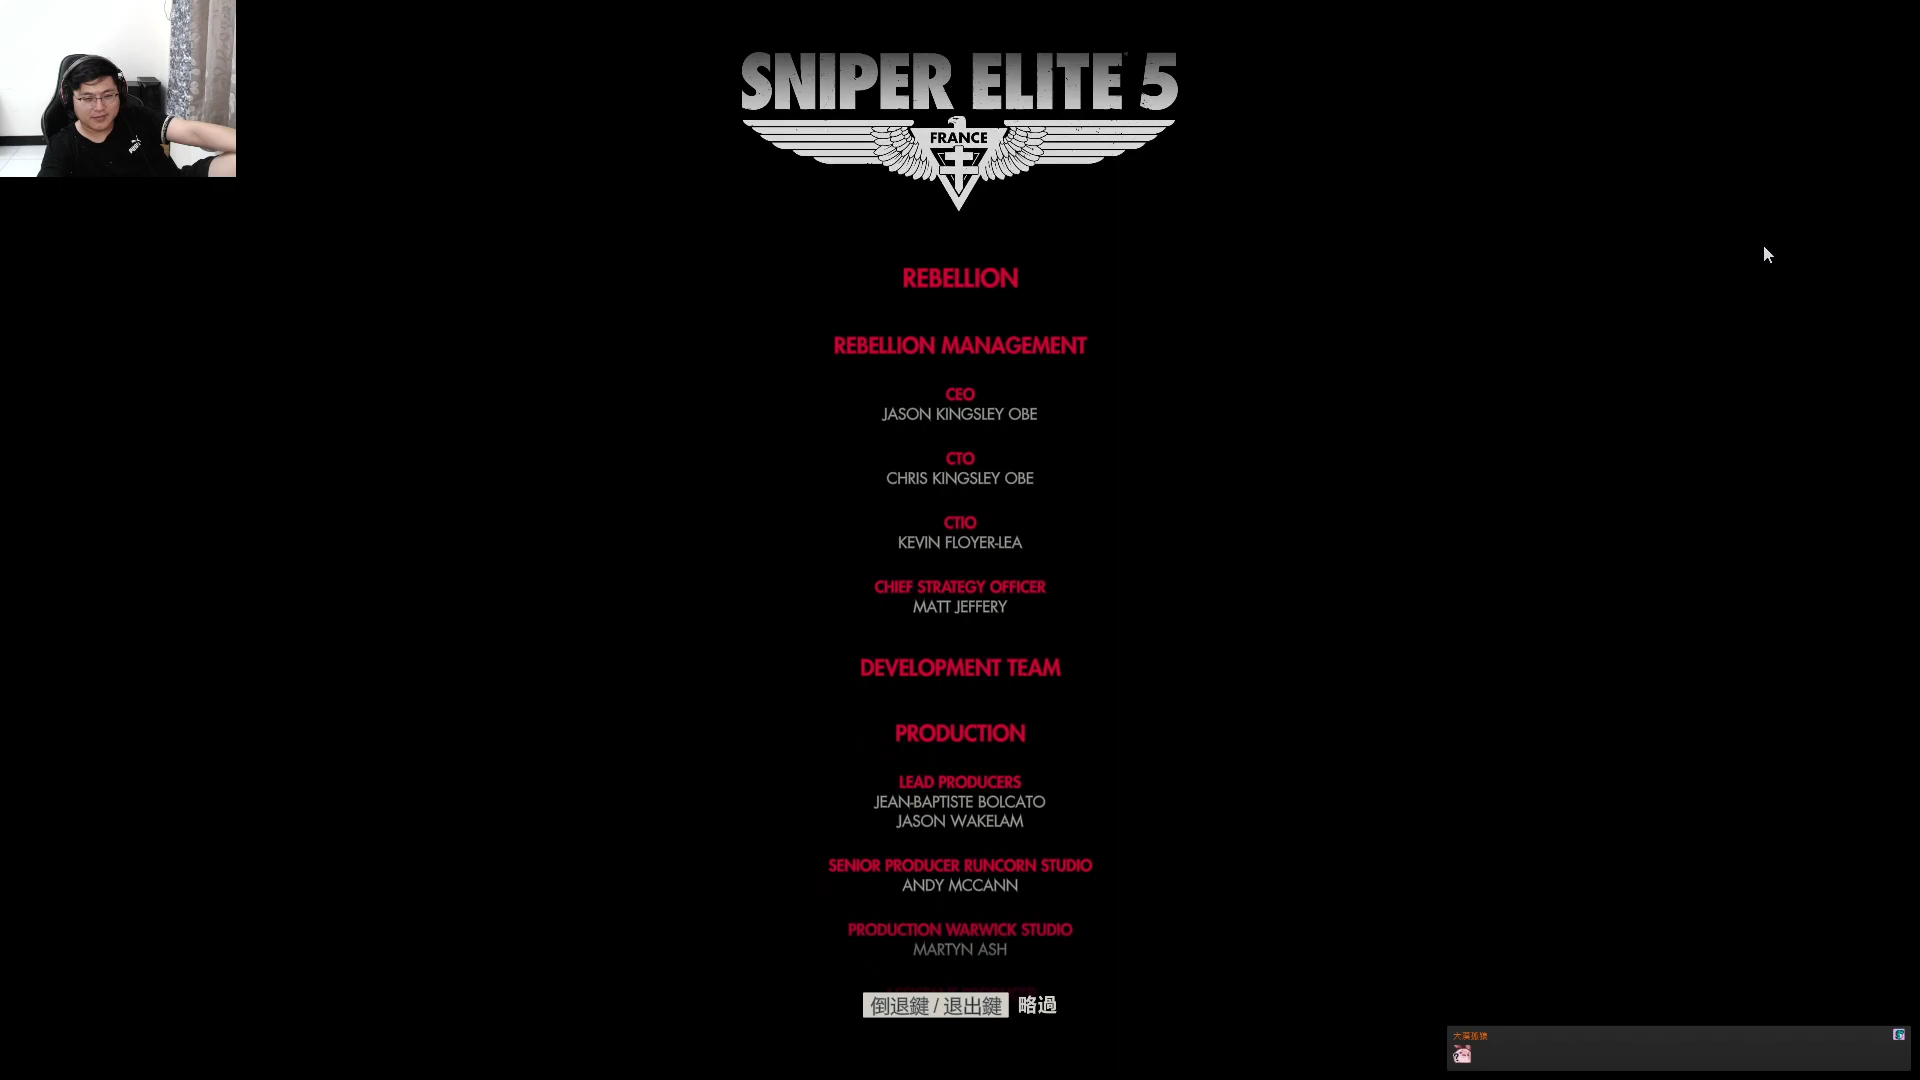 SNIPER ELITE 5
FRANCE
REBELLION
REBELLION MANAGEMENT
CEO
JASON KINGSLEY OBE
CTO
CHRIS KINGSLEY OBE
CTIO
KEVIN FLOYER-LEA
CHIEF STRATEGY OFFICER
MATT JEFFERY
DEVELOPMENT TEAM
PRODUCTION
LEAD PRODUCERS
JEAN-BAPTISTE BOLCATO
JASON WAKELAM
SENIOR PRODUCER RUNCORN STUDIO
ANDY MCCANN
PRODUCTION WARWICK STUDIO
MARTYN ASH
倒退鍵 / 退出鍵 略過